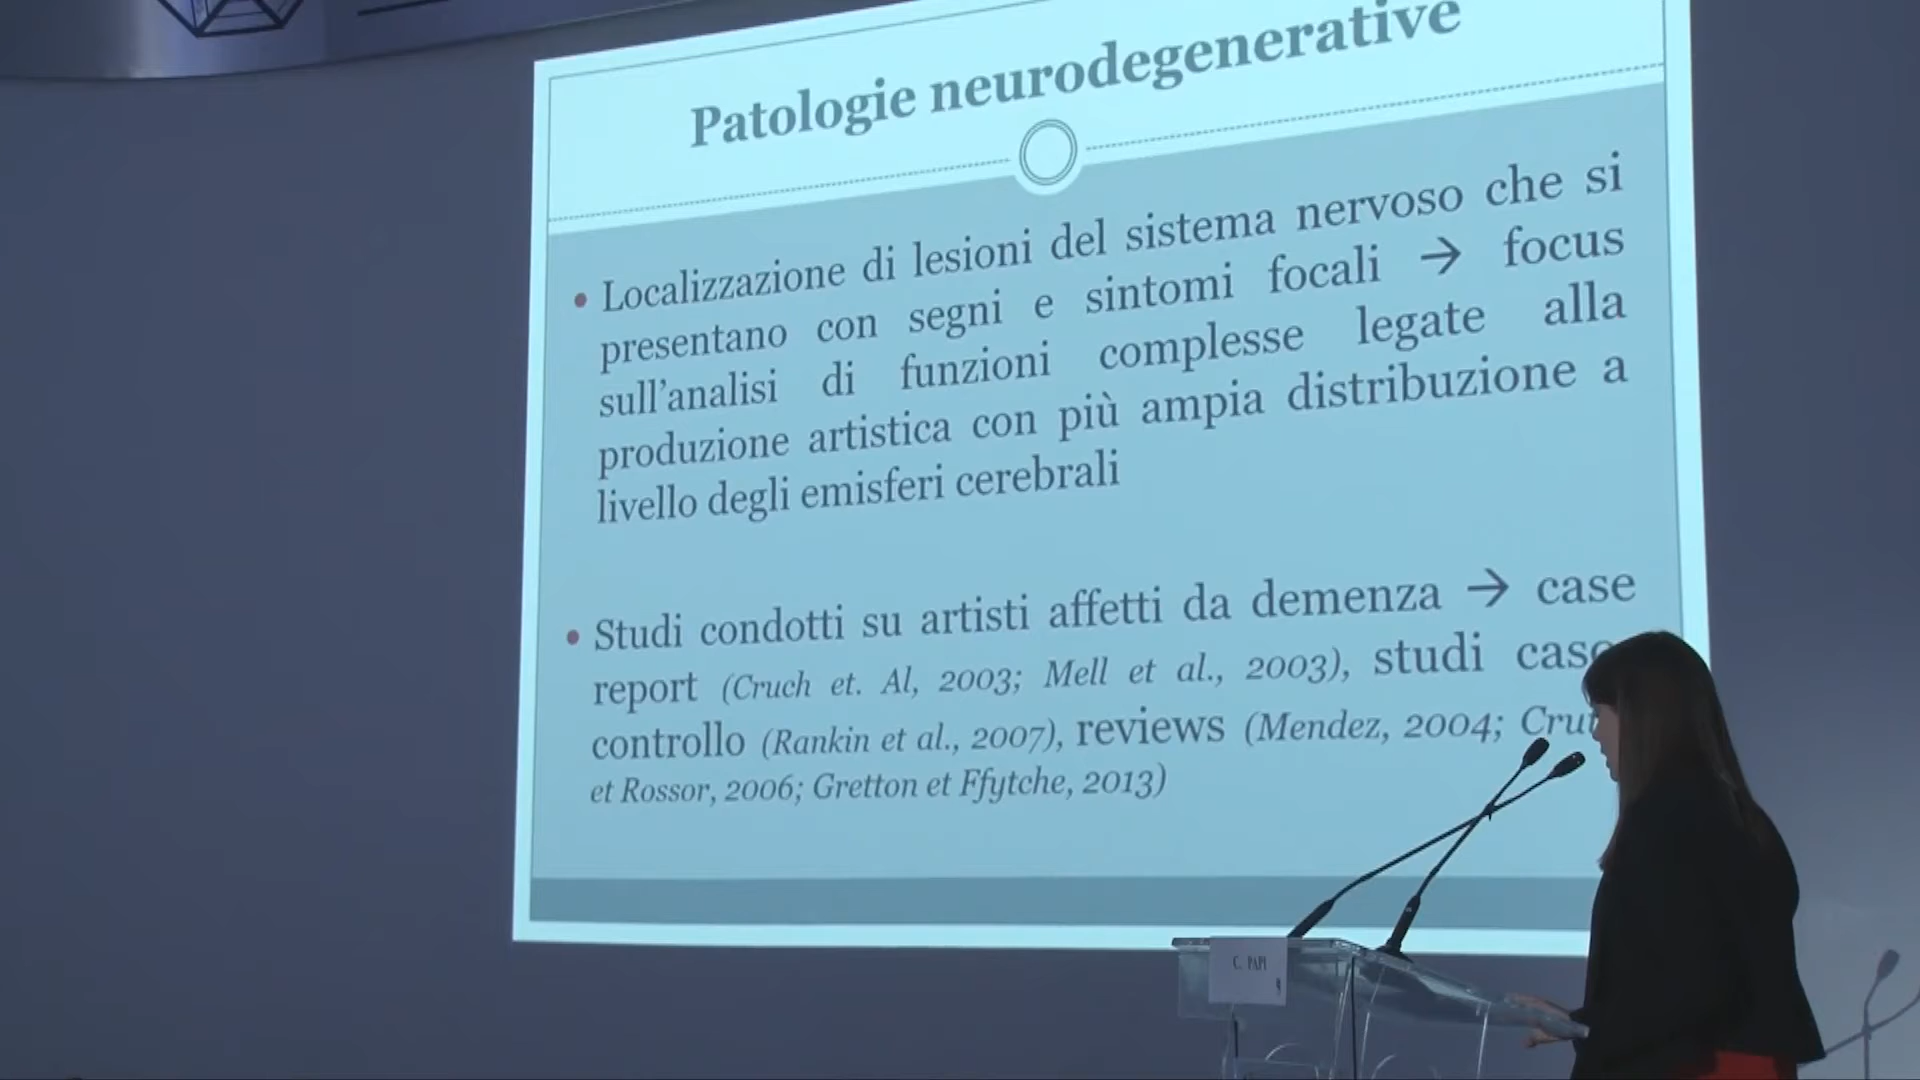 Patologie neurodegenerative
• Localizzazione di lesioni del sistema nervoso che si
presentano con segni e sintomi focali → focus
sull'analisi di funzioni complesse legate alla
produzione artistica con più ampia distribuzione a
livello degli emisferi cerebrali
• Studi condotti su artisti affetti da demenza → case
report (Cruch et. Al, 2003; Mell et al., 2003), studi
controllo (Rankin et al., 2007), reviews (Mendez, 2004;
et Rossor, 2006; Gretton et Ffytche, 2013)
C. PAPI